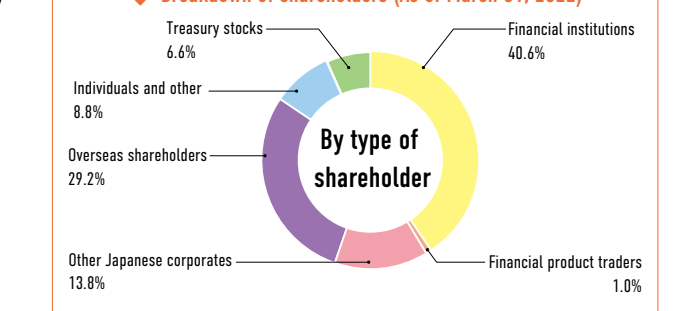 Treasury stocks
6.6%
Financial institutions
40.6%
Individuals and other
8.8%
By type of
shareholder
Overseas shareholders
29.2%
Other Japanese corporates
13.8%
Financial product traders
1.0%